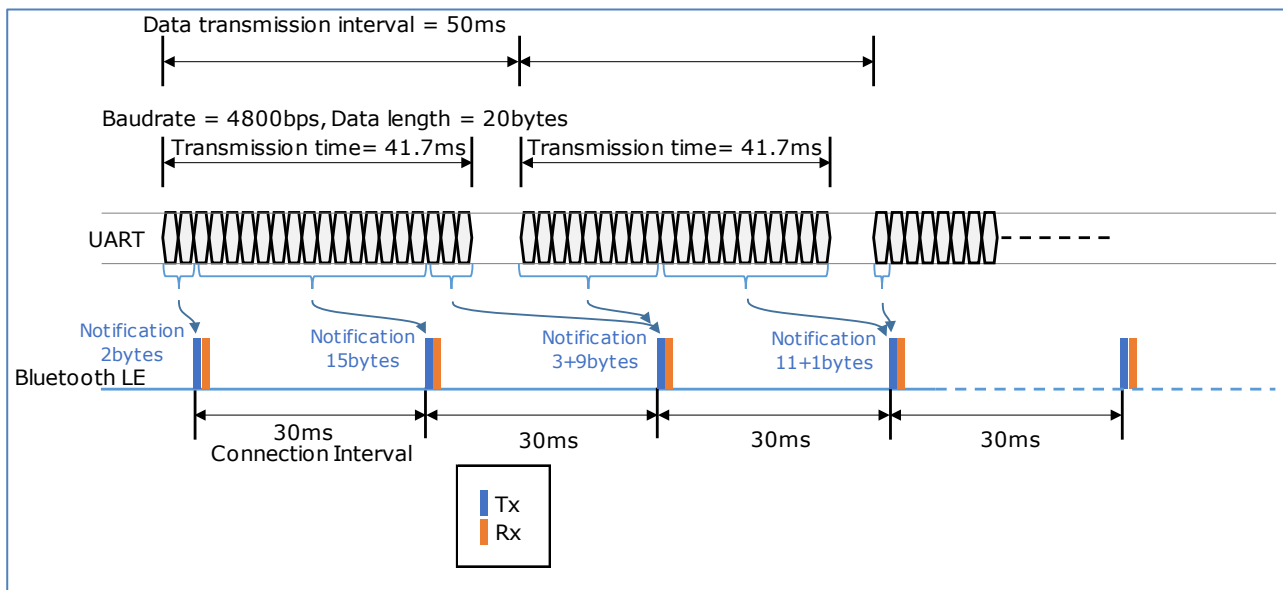 Data transmission interval = 50ms
Baudrate = 4800bps, Data length = 20bytes
Transmission time= 41.7ms
Transmission time= 41.7ms
UART
Notification
2bytes
Notification
15bytes
Notification
3+9bytes
Notification
11+1bytes
Bluetooth LE
30ms
Connection Interval
30ms
30ms
30ms
Tx
Rx